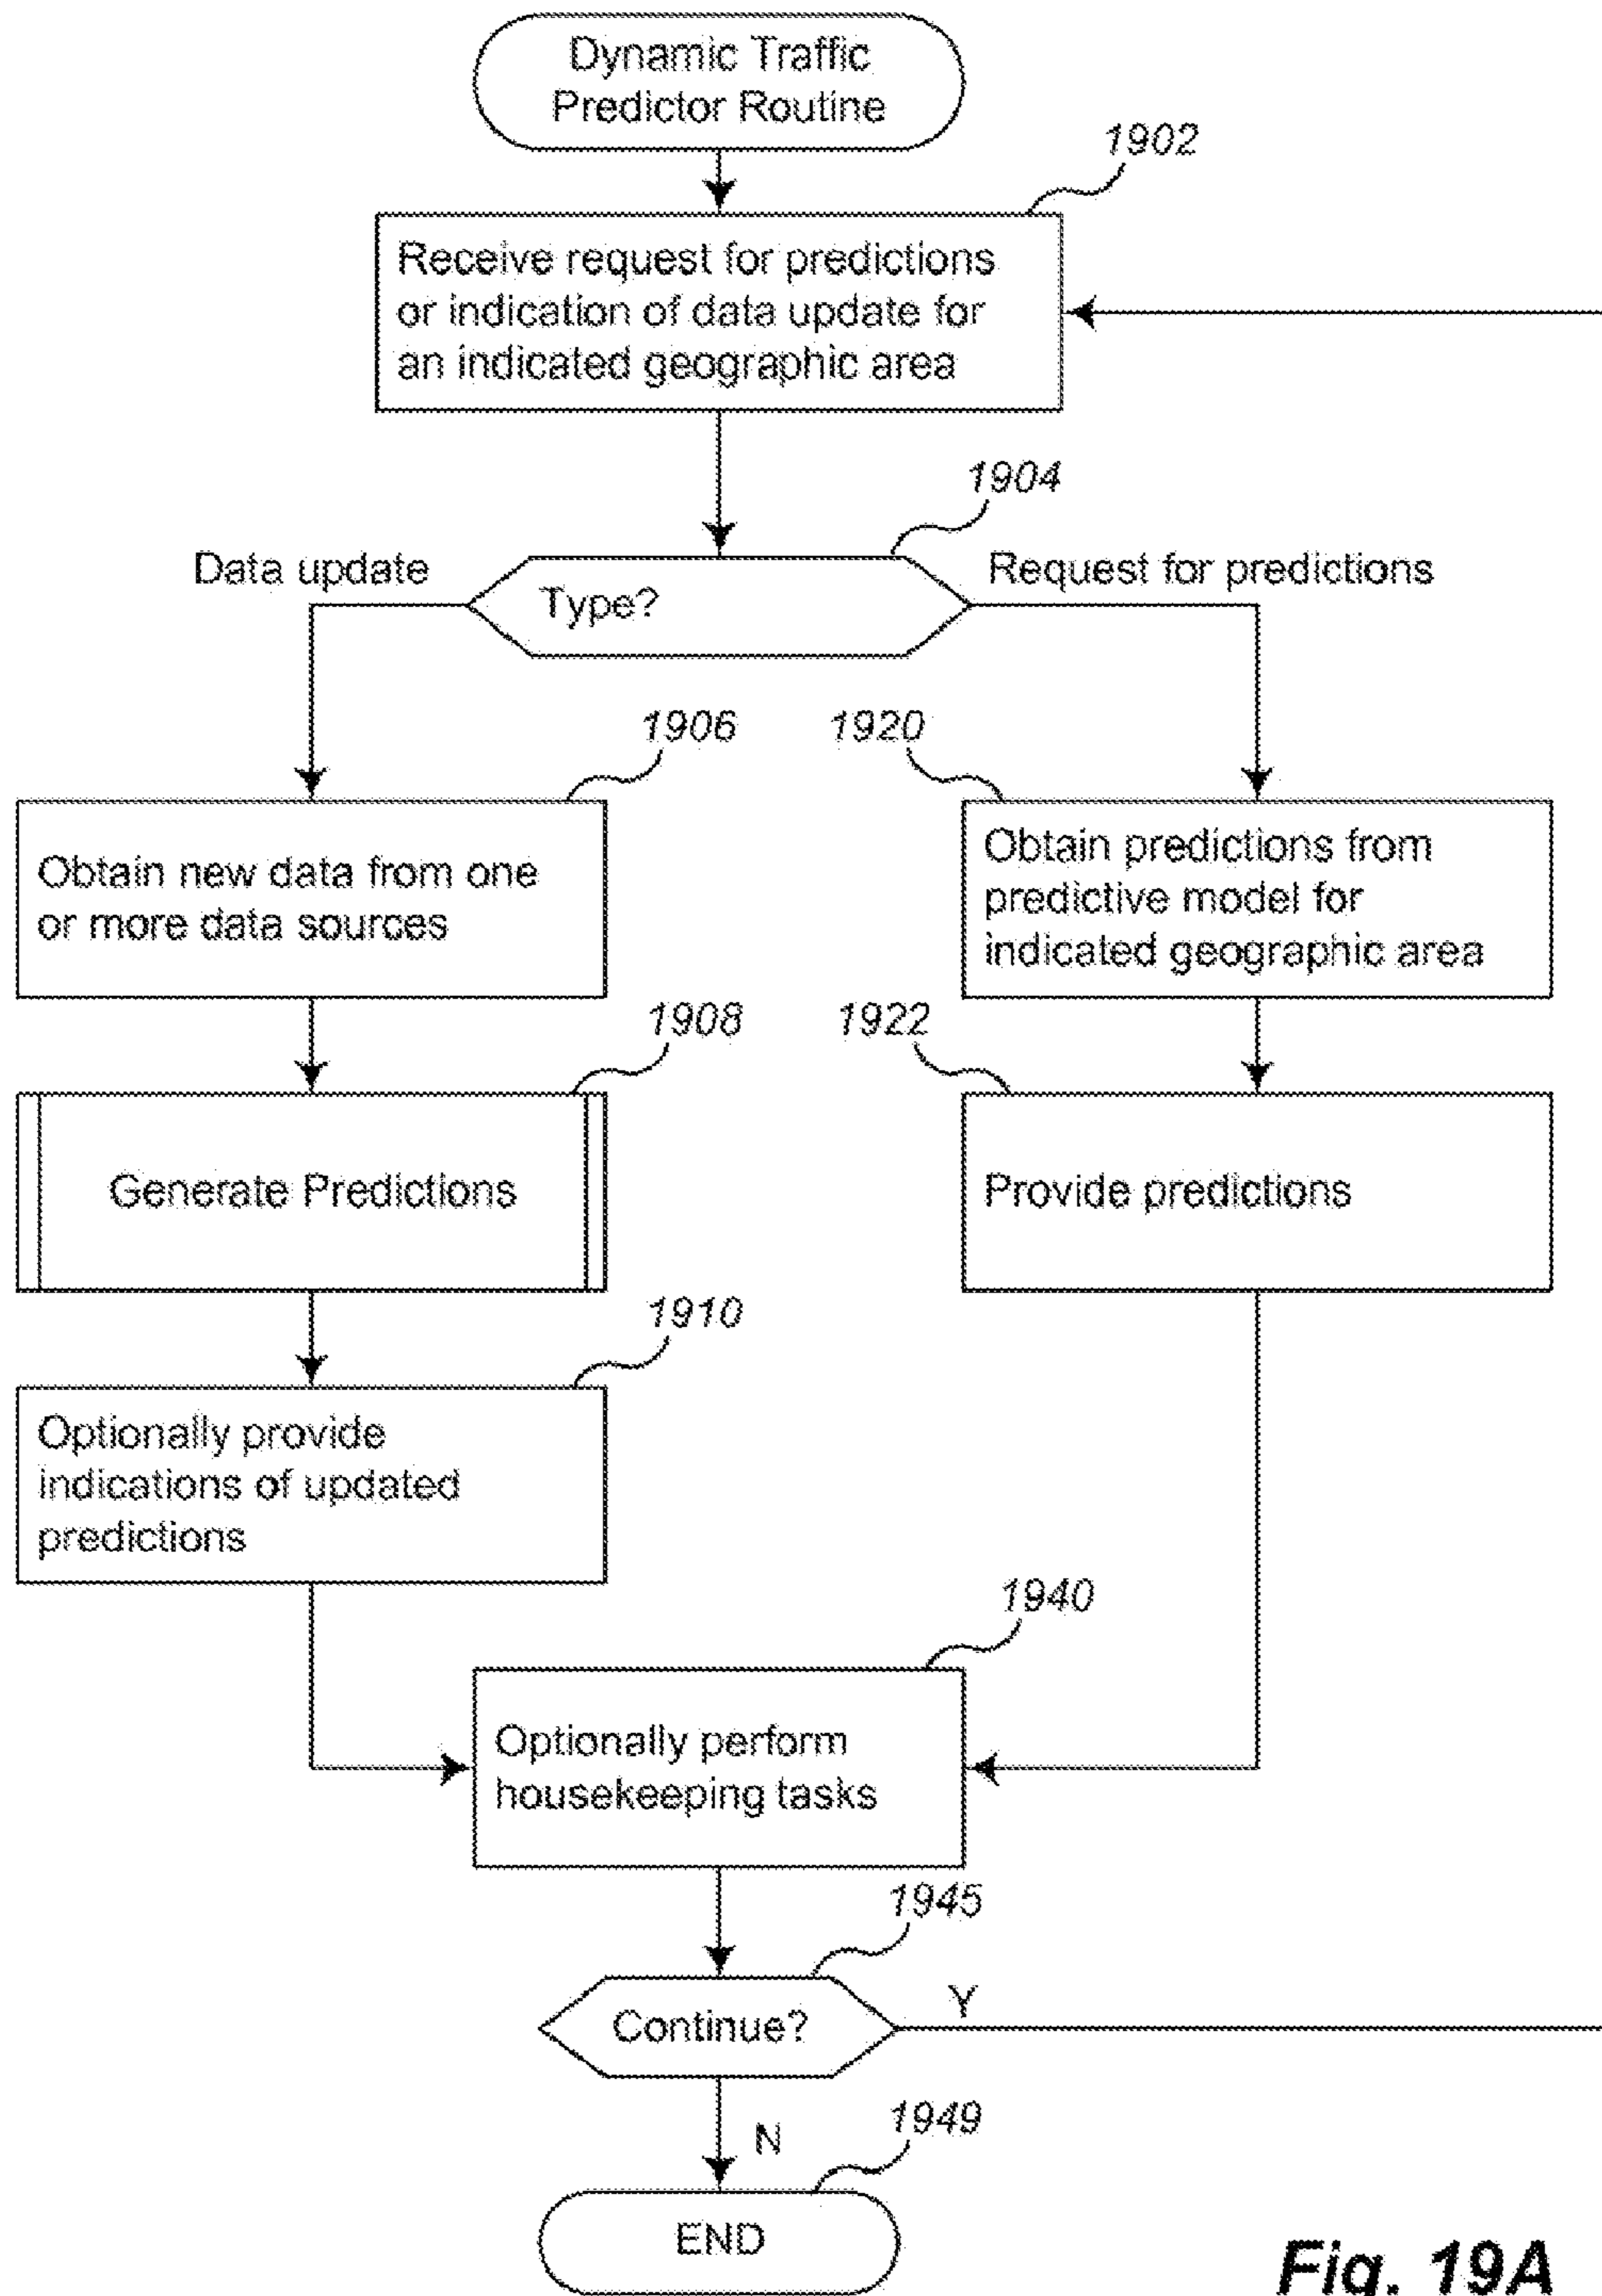 Dynamic Traffic
Predictor Routine
1902
Receive request for predictions
or indication of data update for
an indicated geographic area
1904
Data update
Type?
Request for predictions
1906
1920
Obtain new data from one
or more data sources
Obtain predictions from
predictive model for
indicated geographic area
1908
1922
Generate Predictions
Provide predictions
1910
Optionally provide
indications of updated
predictions
1940
Optionally perform
housekeeping tasks
1945
Continue?
Y
N
1949
END
Fig. 19A